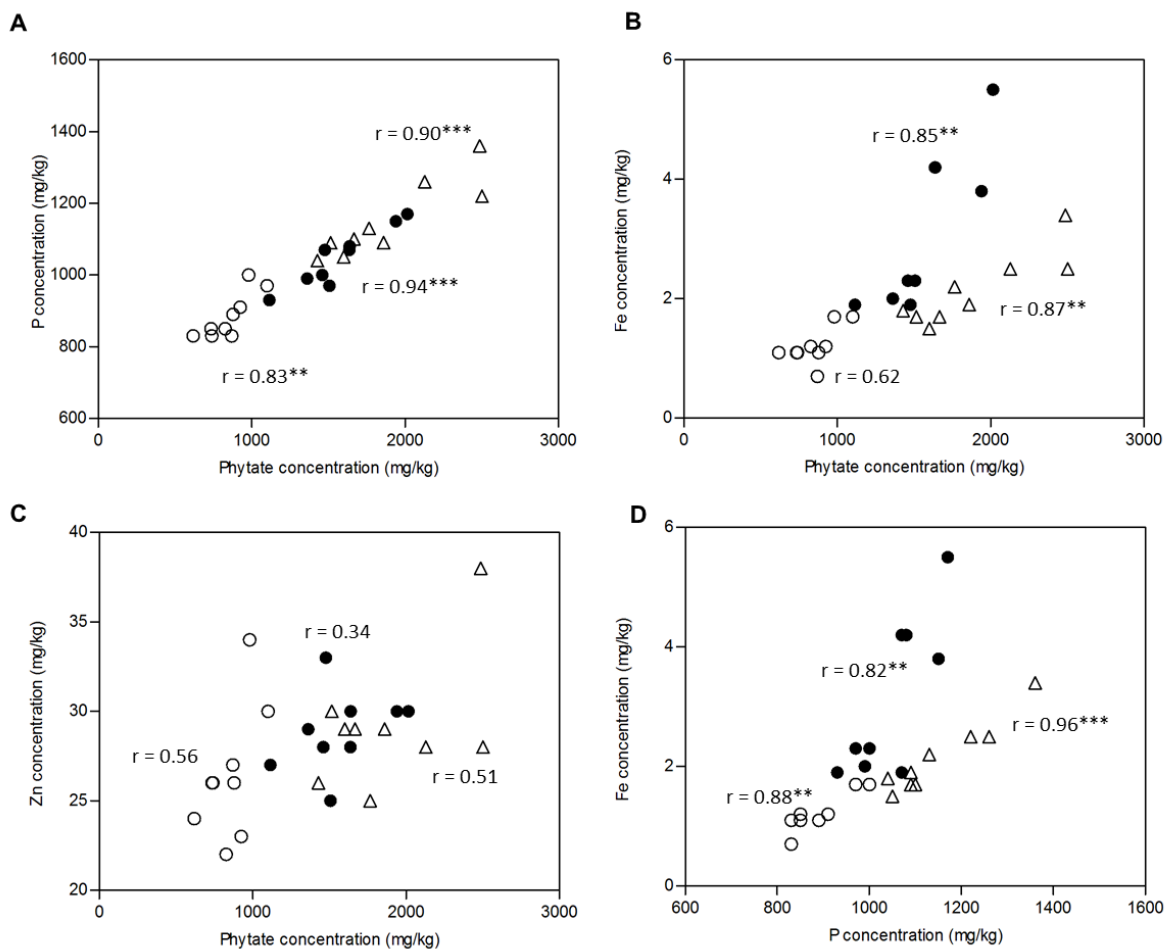 A
P concentration (mg/kg)
1600
1400
1200
1000
800
600
r = 0.90***
r = 0.94***
r = 0.83**
0
1000
2000
3000
Phytate concentration (mg/kg)
B
Fe concentration (mg/kg)
6
4
2
0
r = 0.85**
r = 0.87**
r = 0.62
0
1000
2000
3000
Phytate concentration (mg/kg)
C
Zn concentration (mg/kg)
40
35
30
25
20
r = 0.34
r = 0.56
r = 0.51
0
1000
2000
3000
Phytate concentration (mg/kg)
D
Fe concentration (mg/kg)
6
4
2
0
r = 0.82**
r = 0.96***
r = 0.88**
600
800
1000
1200
1400
1600
P concentration (mg/kg)